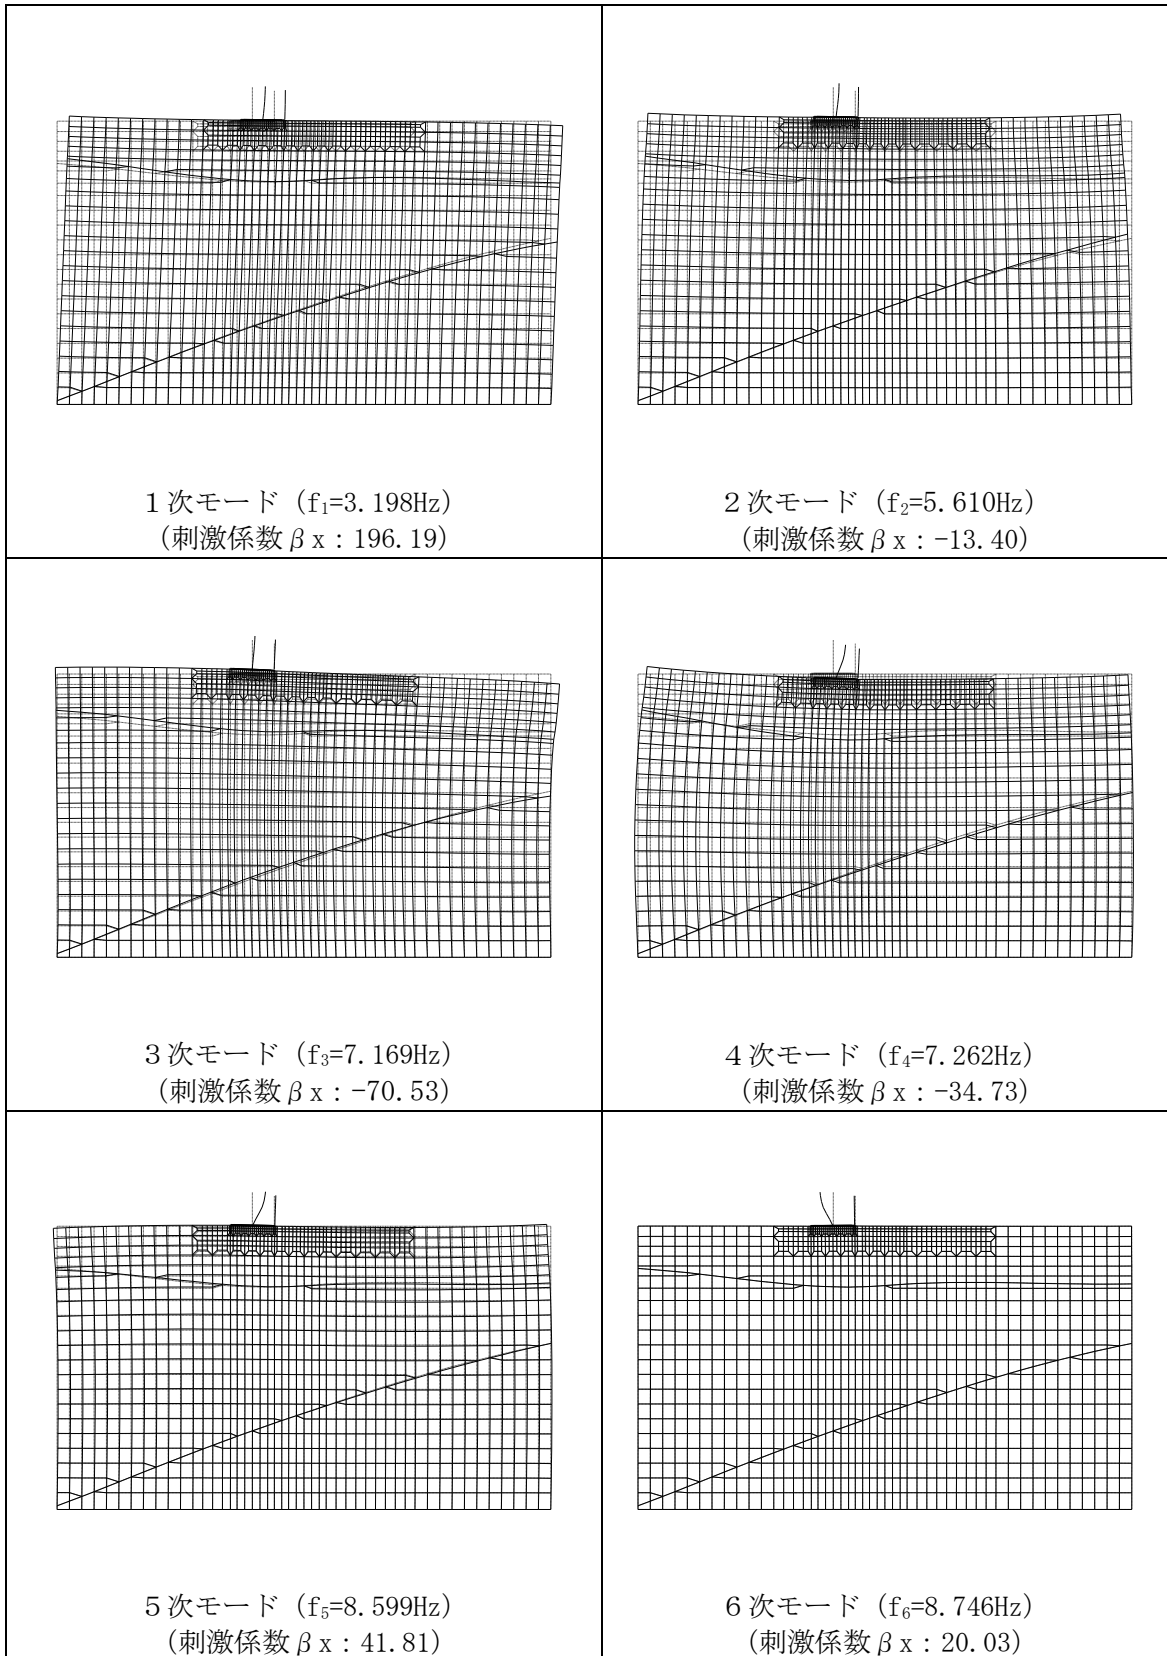 1次モード (f₁=3.198Hz)
(刺激係数βx：196.19)
2次モード (f₂=5.610Hz)
(刺激係数βx：-13.40)
3次モード (f₃=7.169Hz)
(刺激係数βx：-70.53)
4次モード (f₄=7.262Hz)
(刺激係数βx：-34.73)
5次モード (f₅=8.599Hz)
(刺激係数βx：41.81)
6次モード (f₆=8.746Hz)
(刺激係数βx：20.03)